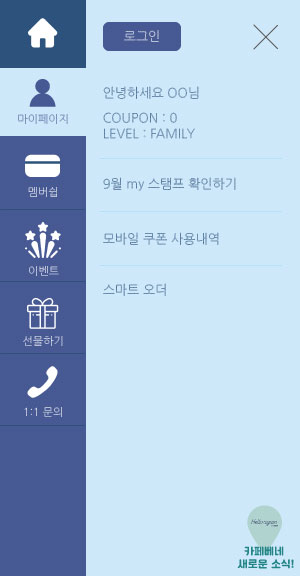 로그인
마이페이지
안녕하세요 OO님
COUPON : 0
LEVEL : FAMILY
멤버쉽
9월 my 스탬프 확인하기
이벤트
모바일 쿠폰 사용내역
선물하기
스마트 오더
1:1 문의
카페베네
새로운 소식!